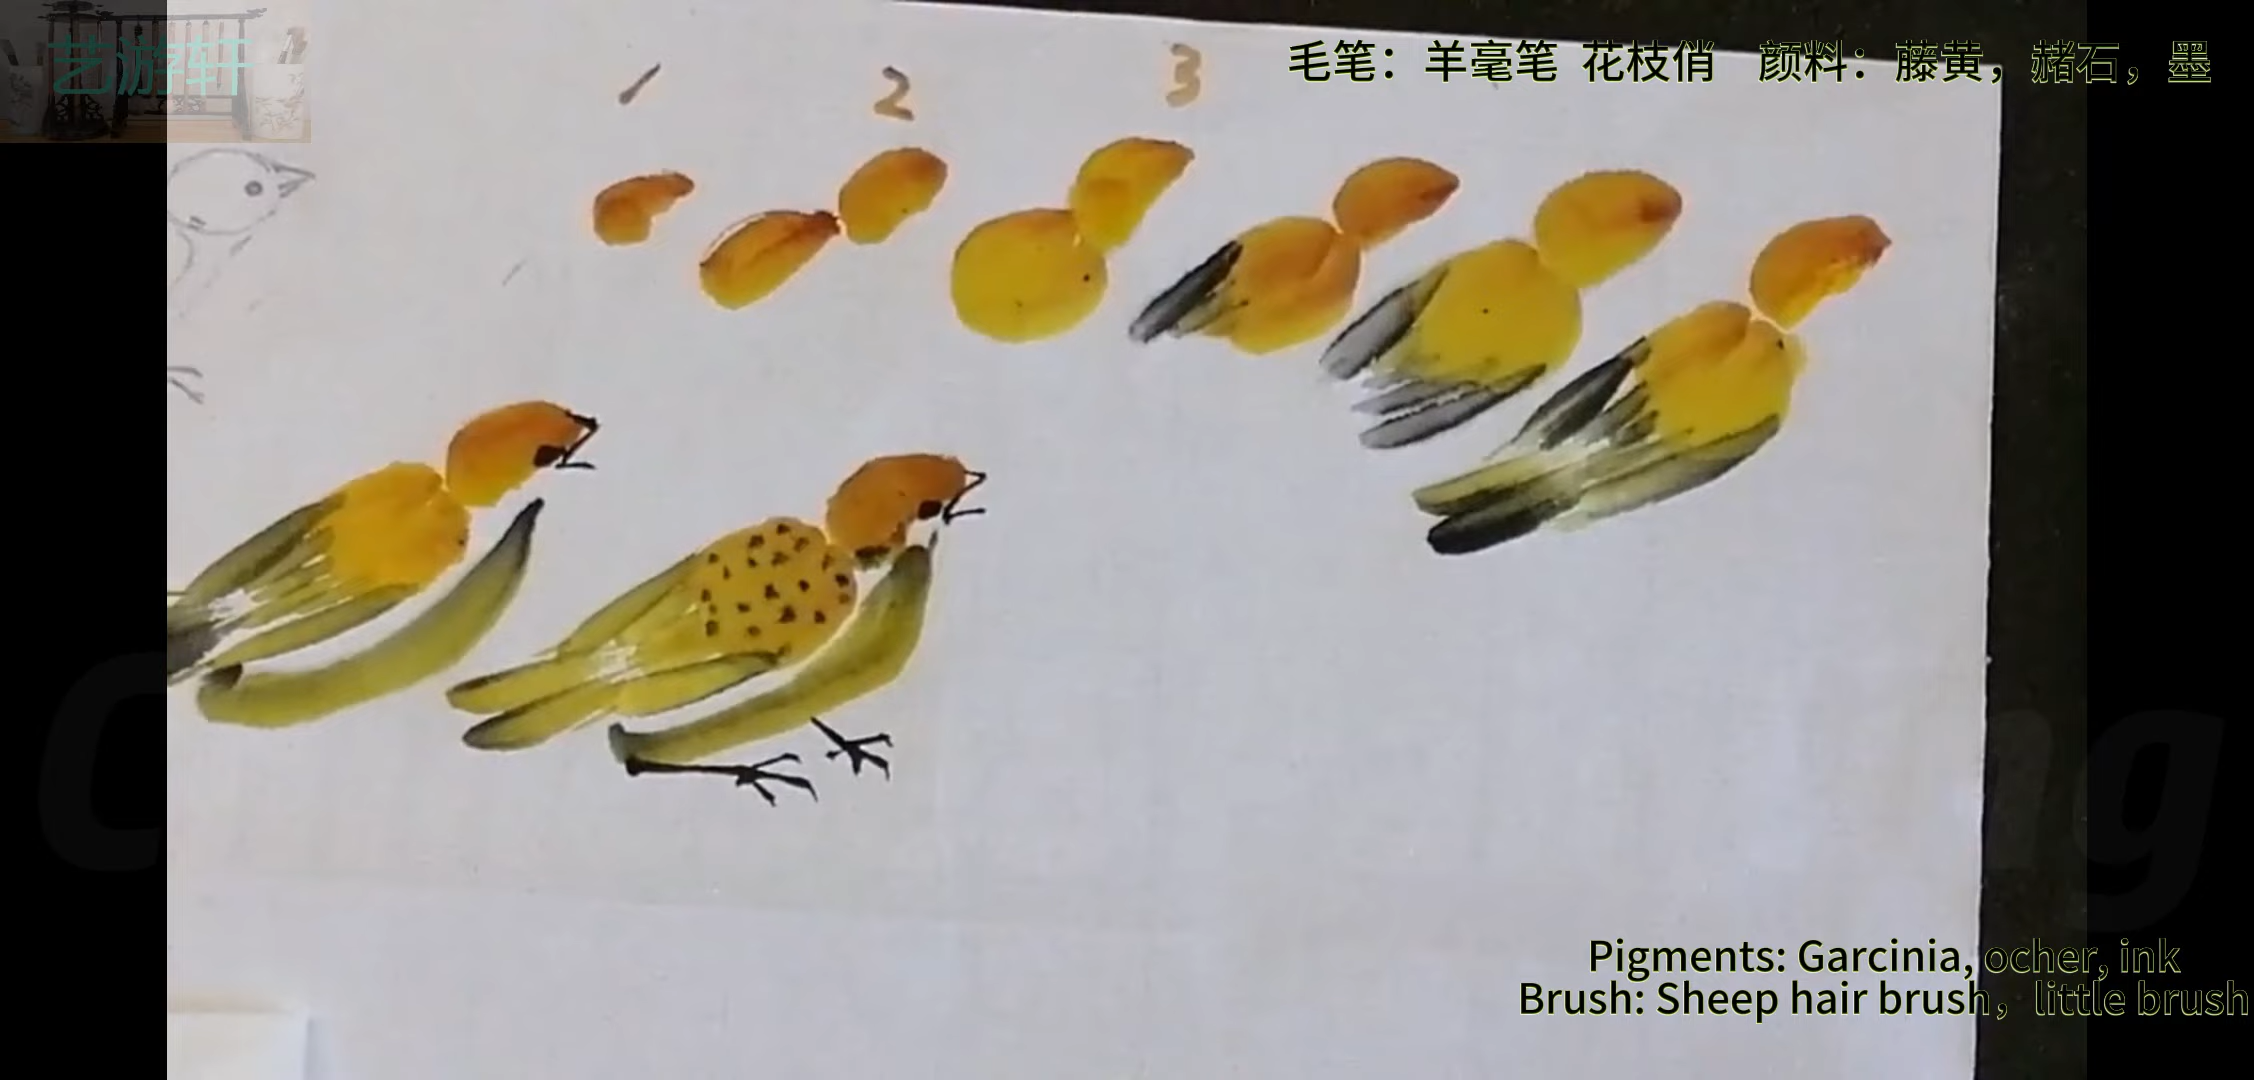 艺游轩
毛笔：羊毫笔 花枝俏 颜料：藤黄，赭石，墨
1 2 3
Pigments: Garcinia, ocher, ink
Brush: Sheep hair brush，little brush